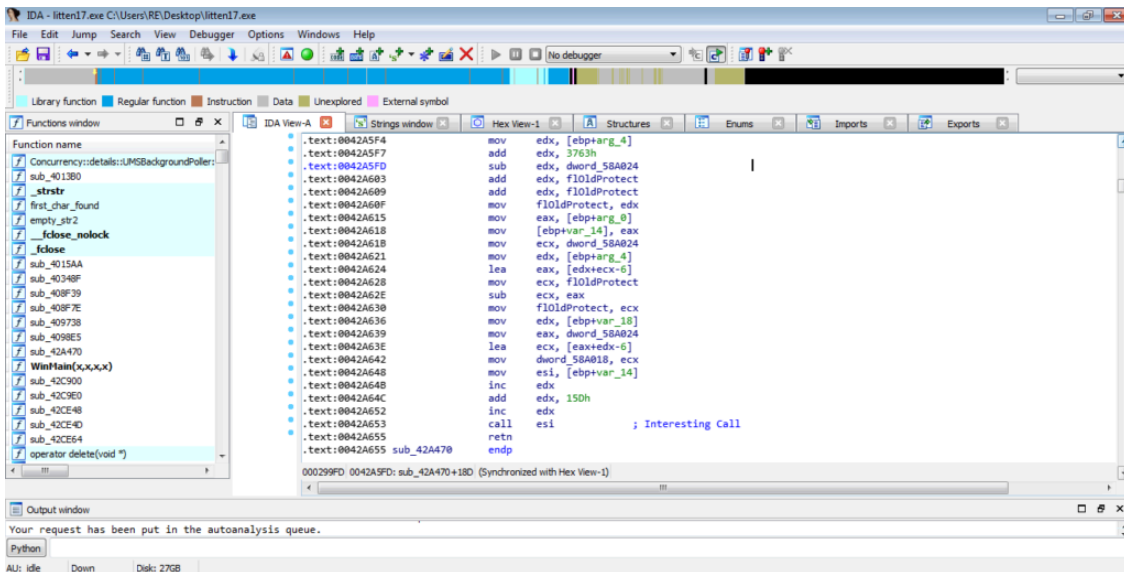 IDA - litten17.exe C:\Users\RE\Desktop\litten17.exe
File Edit Jump Search View Debugger Options Windows Help
No debugger
Library function Regular function Instruction Data Unexplored External symbol
Functions window
IDA View-A Strings window Hex View-1 Structures Enums Imports Exports
Function name
Concurrency::details::UMSBackgroundPoller:
sub_4013B0
_strstr
first_char_found
empty_str2
__fclose_nolock
_fclose
sub_4015AA
sub_40348F
sub_408F39
sub_408F7E
sub_409738
sub_4098E5
sub_42A470
WinMain(x,x,x,x)
sub_42C900
sub_42C9E0
sub_42CE48
sub_42CE4D
sub_42CE64
operator delete(void *)
.text:0042A5F4 mov edx, [ebp+arg_4]
.text:0042A5F7 add edx, 3763h
.text:0042A5FD sub edx, dword_58A024
.text:0042A603 add edx, flOldProtect
.text:0042A609 add edx, flOldProtect
.text:0042A60F mov flOldProtect, edx
.text:0042A615 mov eax, [ebp+arg_0]
.text:0042A618 mov [ebp+var_14], eax
.text:0042A61B mov ecx, dword_58A024
.text:0042A621 mov edx, [ebp+arg_4]
.text:0042A624 lea eax, [edx+ecx-6]
.text:0042A628 mov ecx, flOldProtect
.text:0042A62E sub ecx, eax
.text:0042A630 mov flOldProtect, ecx
.text:0042A636 mov edx, [ebp+var_18]
.text:0042A639 mov eax, dword_58A024
.text:0042A63E lea ecx, [eax+edx-6]
.text:0042A642 mov dword_58A018, ecx
.text:0042A648 mov esi, [ebp+var_14]
.text:0042A64B inc edx
.text:0042A64C add edx, 15Dh
.text:0042A652 inc edx
.text:0042A653 call esi ; Interesting Call
.text:0042A655 retn
.text:0042A655 sub_42A470 endp
000299FD 0042A5FD: sub_42A470+18D (Synchronized with Hex View-1)
Output window
Your request has been put in the autoanalysis queue.
Python
AU: idle Down Disk: 27GB